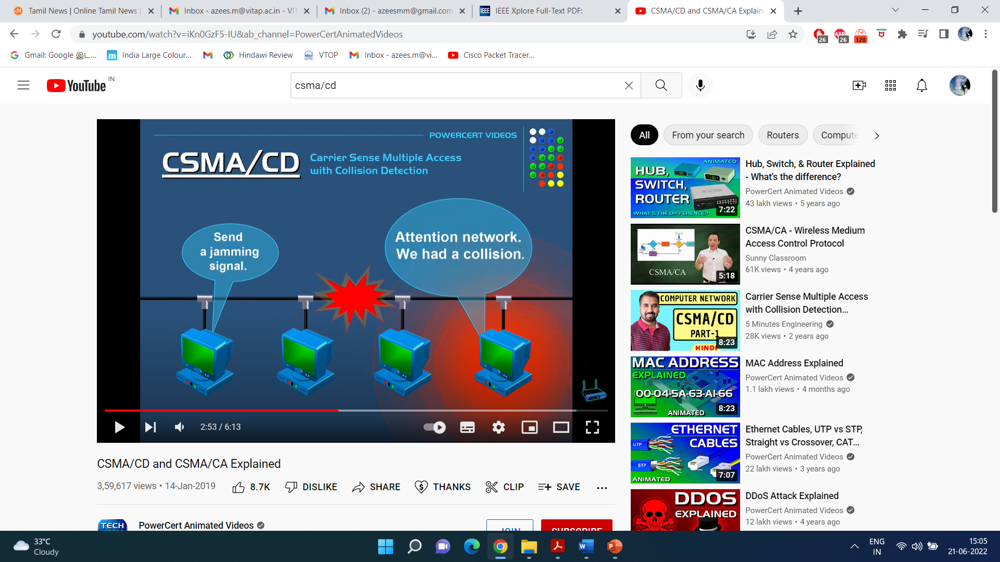 Tamil News | Online Tamil News |
Inbox - azees.m@vitap.ac.in - VIT
Inbox (2) - azeesmm@gmail.com
IEEE IEEE Xplore Full-Text PDF:
CSMA/CD and CSMA/CA Explain
youtube.com/watch?v=iKn0GzF5-IU&ab_channel=PowerCertAnimatedVideos
26
ABP 26
120
Gmail: Google இட...
m India Large Colour...
Hindawi Review
VTOP
Inbox - azees.m@vi...
Cisco Packet Tracer...
YouTube IN
csma/cd
POWERCERT VIDEOS
CSMA/CD
Carrier Sense Multiple Access
with Collision Detection
Send
a jamming
signal.
Attention network.
We had a collision.
2:53 / 6:13
CSMA/CD and CSMA/CA Explained
3,59,617 views • 14-Jan-2019
8.7K
DISLIKE
SHARE
THANKS
CLIP
SAVE
TECH
PowerCert Animated Videos
JOIN
SUBSCRIBE
All
From your search
Routers
Compute
ANIMATED
HUB,
SWITCH,
ROUTER
ROUTER
WHAT'S THE DIFFERENCE?
7:22
Hub, Switch, & Router Explained
- What's the difference?
PowerCert Animated Videos
43 lakh views • 5 years ago
CSMA/CA
5:18
CSMA/CA - Wireless Medium
Access Control Protocol
Sunny Classroom
61K views • 4 years ago
COMPUTER NETWORK
CSMA/CD
PART-1
HINDI
8:23
Carrier Sense Multiple Access
with Collision Detection...
5 Minutes Engineering
28K views • 2 years ago
MAC ADDRESS
EXPLAINED
00-04-5A-63-A1-66
ANIMATED
8:23
MAC Address Explained
PowerCert Animated Videos
1.1 lakh views • 4 months ago
ETHERNET
CABLES
UTP
STP
ANIMATED
7:07
Ethernet Cables, UTP vs STP,
Straight vs Crossover, CAT...
PowerCert Animated Videos
22 lakh views • 3 years ago
DDOS
EXPLAINED
DDoS Attack Explained
PowerCert Animated Videos
12 lakh views • 4 years ago
33°C
Cloudy
ENG
IN
15:05
21-06-2022